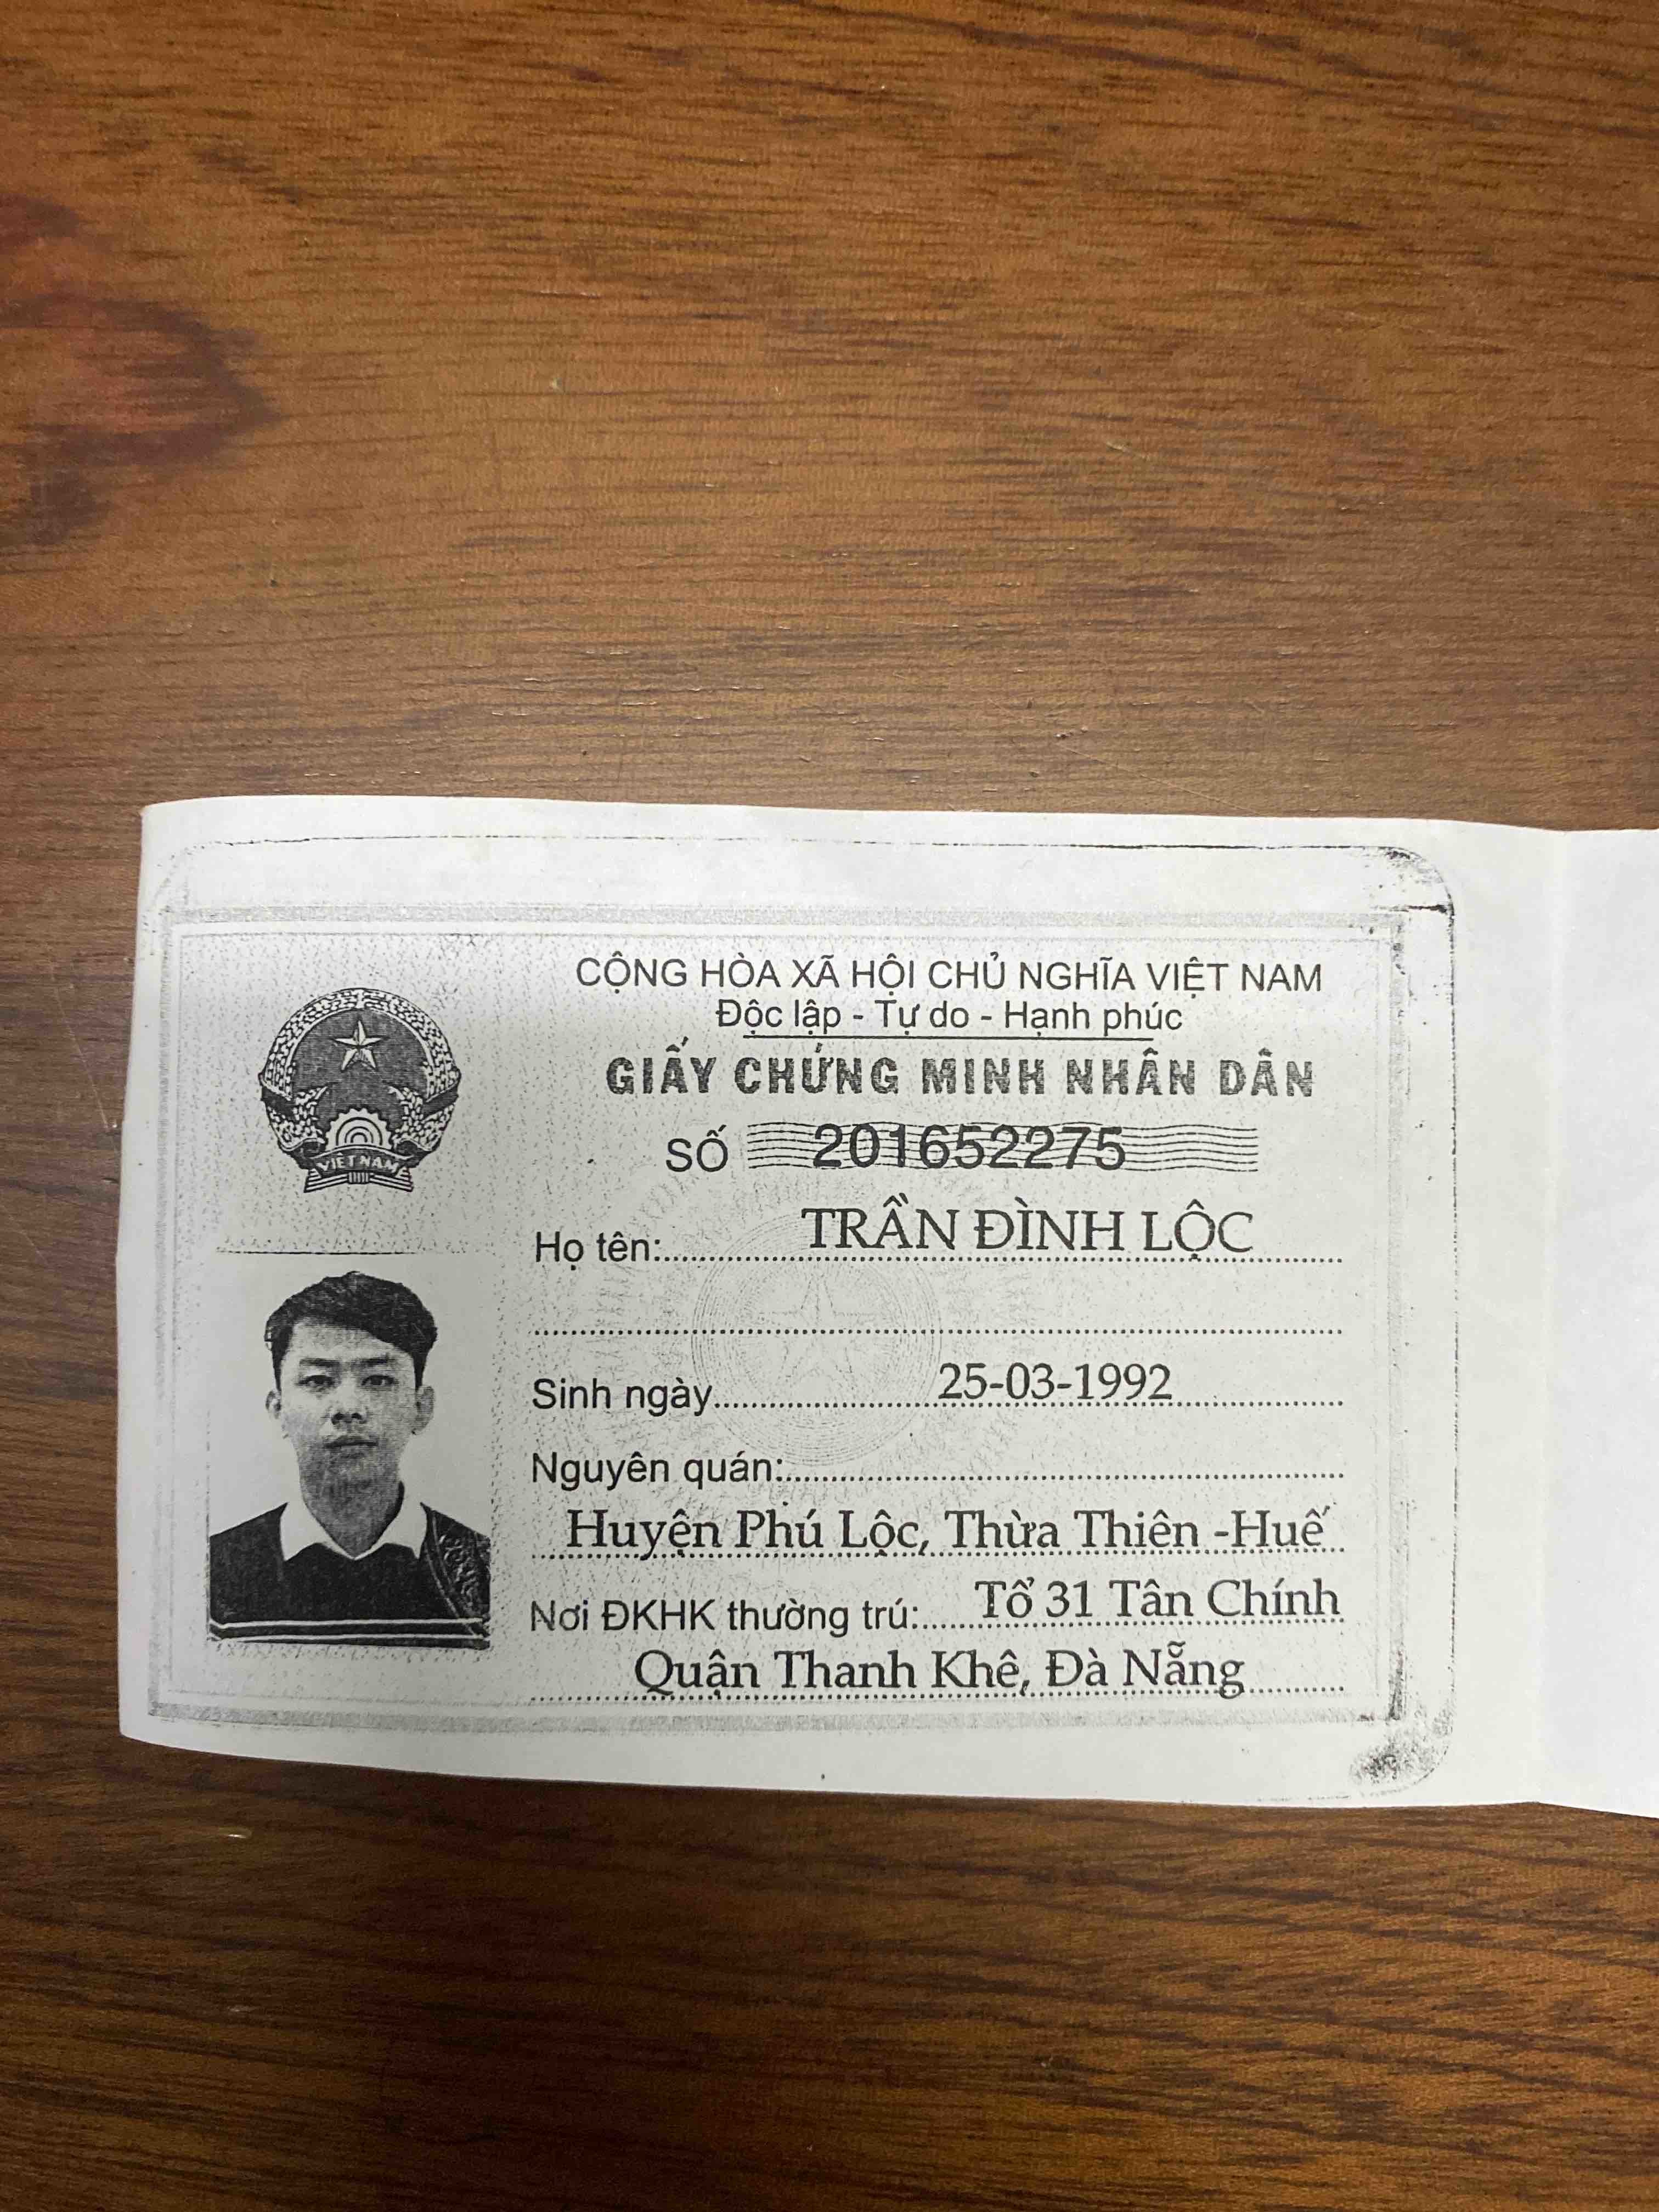 CỘNG HÒA XÃ HỘI CHỦ NGHĨA VIỆT NAM
Độc lập - Tự do - Hạnh phúc
GIẤY CHỨNG MINH NHÂN DÂN
SỐ 201652275
Họ tên: TRẦN ĐÌNH LỘC
Sinh ngày 25-03-1992
Nguyên quán:
Huyện Phú Lộc, Thừa Thiên -Huế
Nơi ĐKHK thường trú: Tổ 31 Tân Chính
Quận Thanh Khê, Đà Nẵng
VIỆT NAM